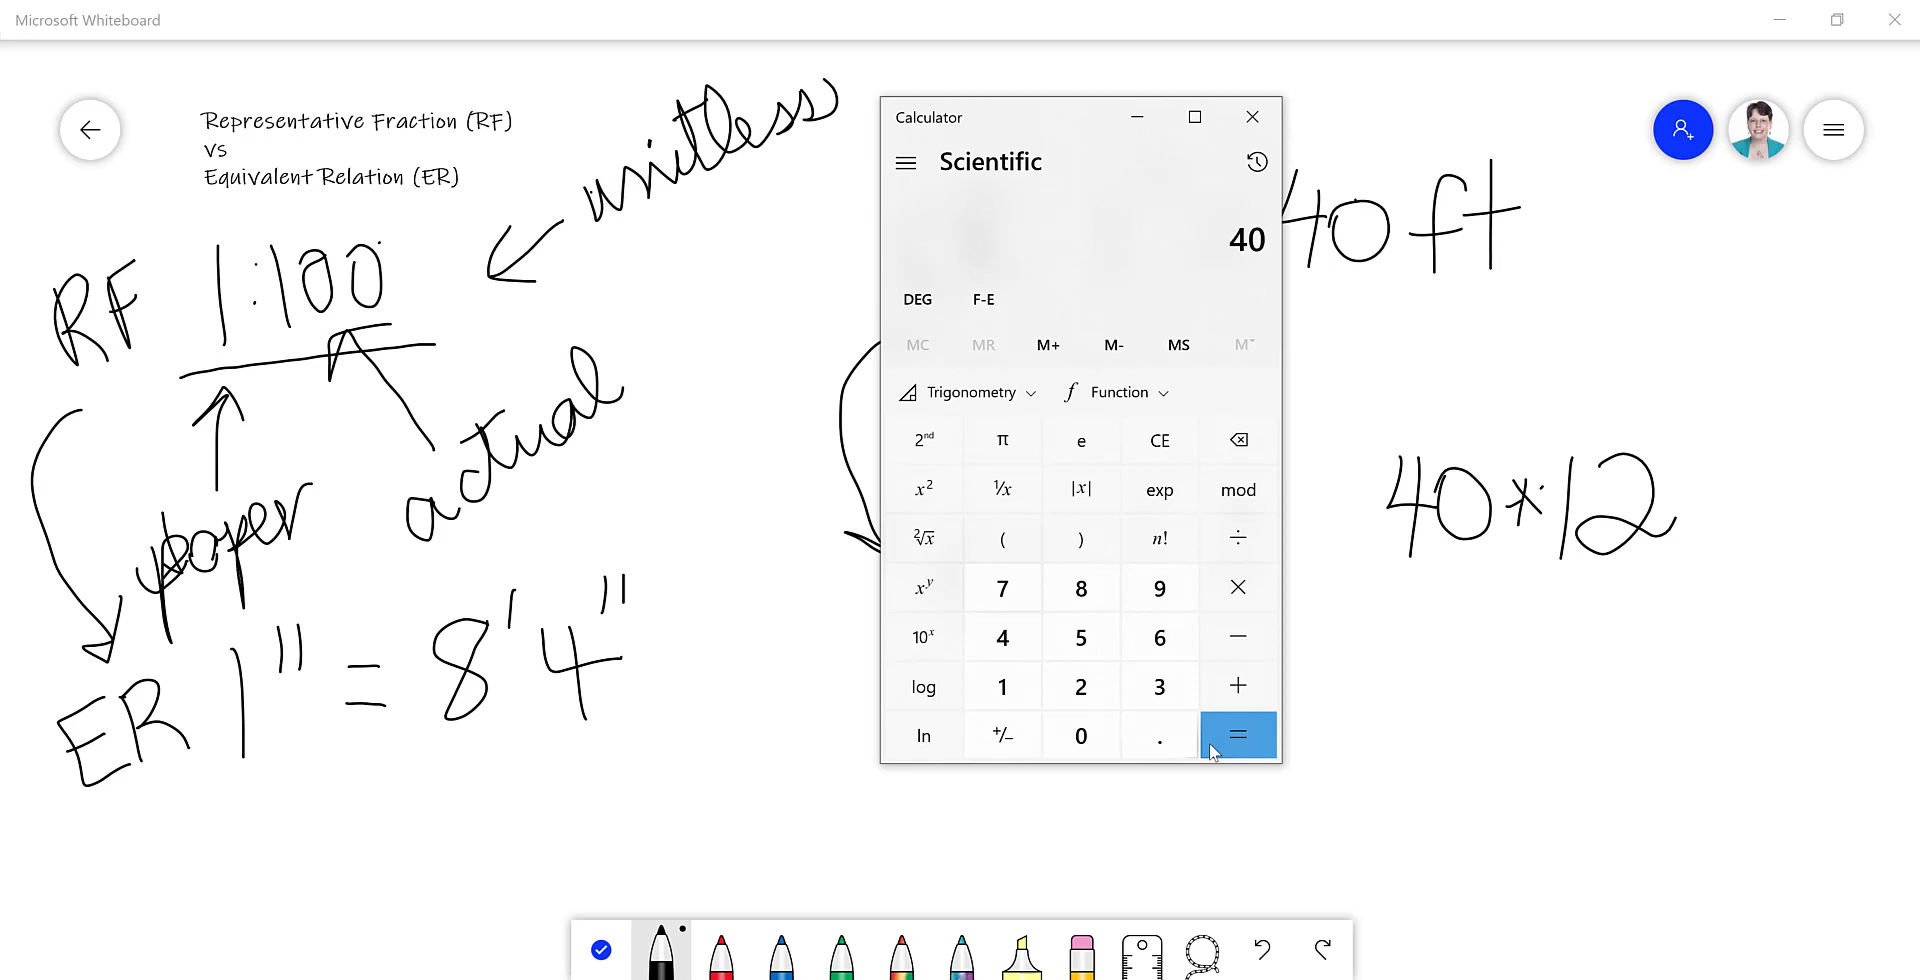 Microsoft Whiteboard
Representative Fraction (RF)
vs
Equivalent Relation (ER)
unitless
RF 1:100
paper
actual
ER 1" = 8' 4"
Calculator
Scientific
40
DEG F-E
MC MR M+ M- MS M˅
Trigonometry f Function
2nd π e CE
x² ¹/x |x| exp mod
²√x ( ) n! ÷
xʸ 7 8 9 ×
10ˣ 4 5 6 −
log 1 2 3 +
ln +/− 0 . =
40 ft
40 * 12